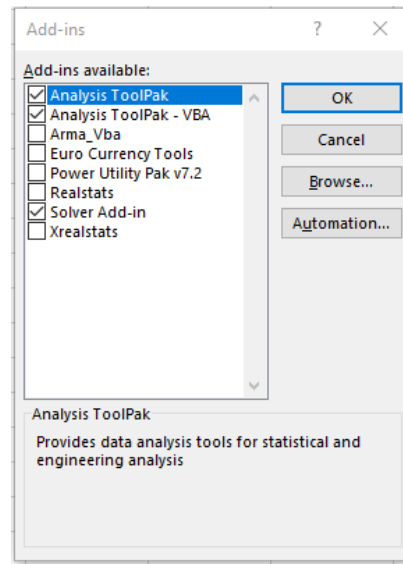 Add-ins ?
Add-ins available:
Analysis ToolPak
Analysis ToolPak - VBA
Arma_Vba
Euro Currency Tools
Power Utility Pak v7.2
Realstats
Solver Add-in
Xrealstats
OK
Cancel
Browse...
Automation...
Analysis ToolPak
Provides data analysis tools for statistical and
engineering analysis